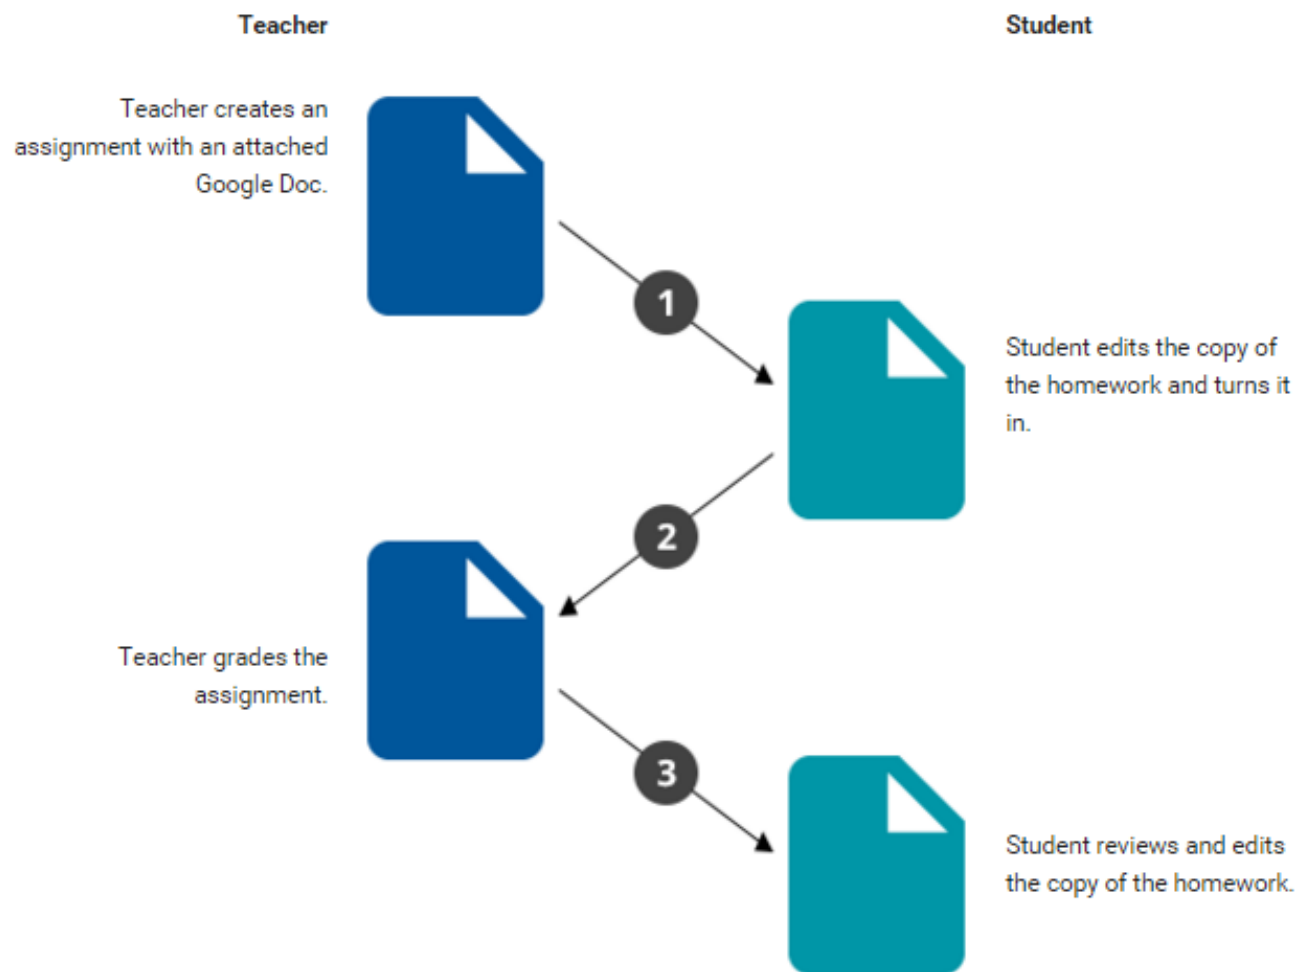 Teacher
Student
Teacher creates an
assignment with an attached
Google Doc.
1
Student edits the copy of
the homework and turns it
in.
2
Teacher grades the
assignment.
3
Student reviews and edits
the copy of the homework.